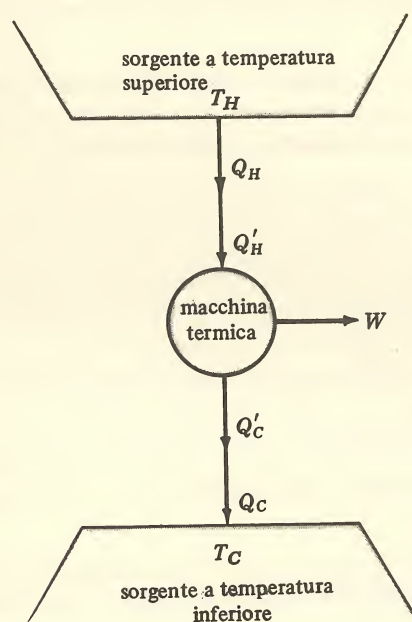 sorgente a temperatura
superiore
T_H
Q_H
Q'_H
macchina
termica
W
Q'_C
Q_C
T_C
sorgente a temperatura
inferiore